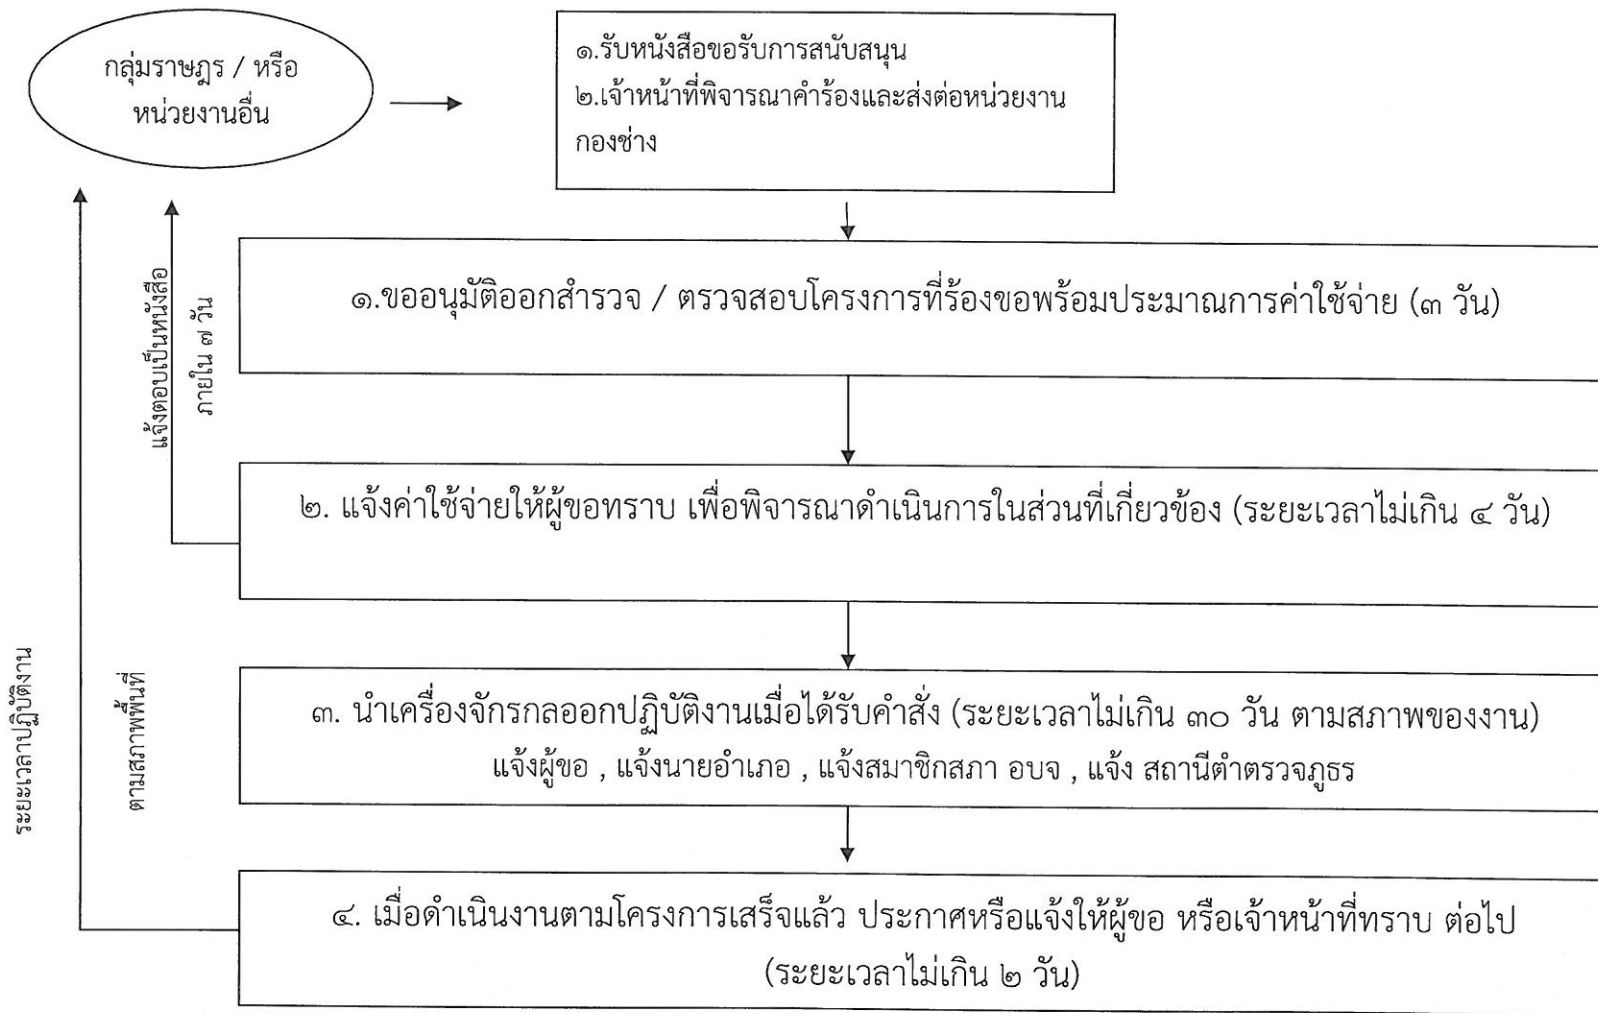 กลุ่มราษฎร / หรือ
หน่วยงานอื่น
๑.รับหนังสือขอรับการสนับสนุน
๒.เจ้าหน้าที่พิจารณาคำร้องและส่งต่อหน่วยงาน
กองช่าง
แจ้งตอบเป็นหนังสือ
ภายใน ๗ วัน
๑.ขออนุมัติออกสำรวจ / ตรวจสอบโครงการที่ร้องขอพร้อมประมาณการค่าใช้จ่าย (๓ วัน)
๒. แจ้งค่าใช้จ่ายให้ผู้ขอทราบ เพื่อพิจารณาดำเนินการในส่วนที่เกี่ยวข้อง (ระยะเวลาไม่เกิน ๔ วัน)
ระยะเวลาปฏิบัติงาน
ตามสภาพพื้นที่
๓. นำเครื่องจักรกลออกปฏิบัติงานเมื่อได้รับคำสั่ง (ระยะเวลาไม่เกิน ๓๐ วัน ตามสภาพของงาน)
แจ้งผู้ขอ , แจ้งนายอำเภอ , แจ้งสมาชิกสภา อบจ , แจ้ง สถานีตำตรวจภูธร
๔. เมื่อดำเนินงานตามโครงการเสร็จแล้ว ประกาศหรือแจ้งให้ผู้ขอ หรือเจ้าหน้าที่ทราบ ต่อไป
(ระยะเวลาไม่เกิน ๒ วัน)